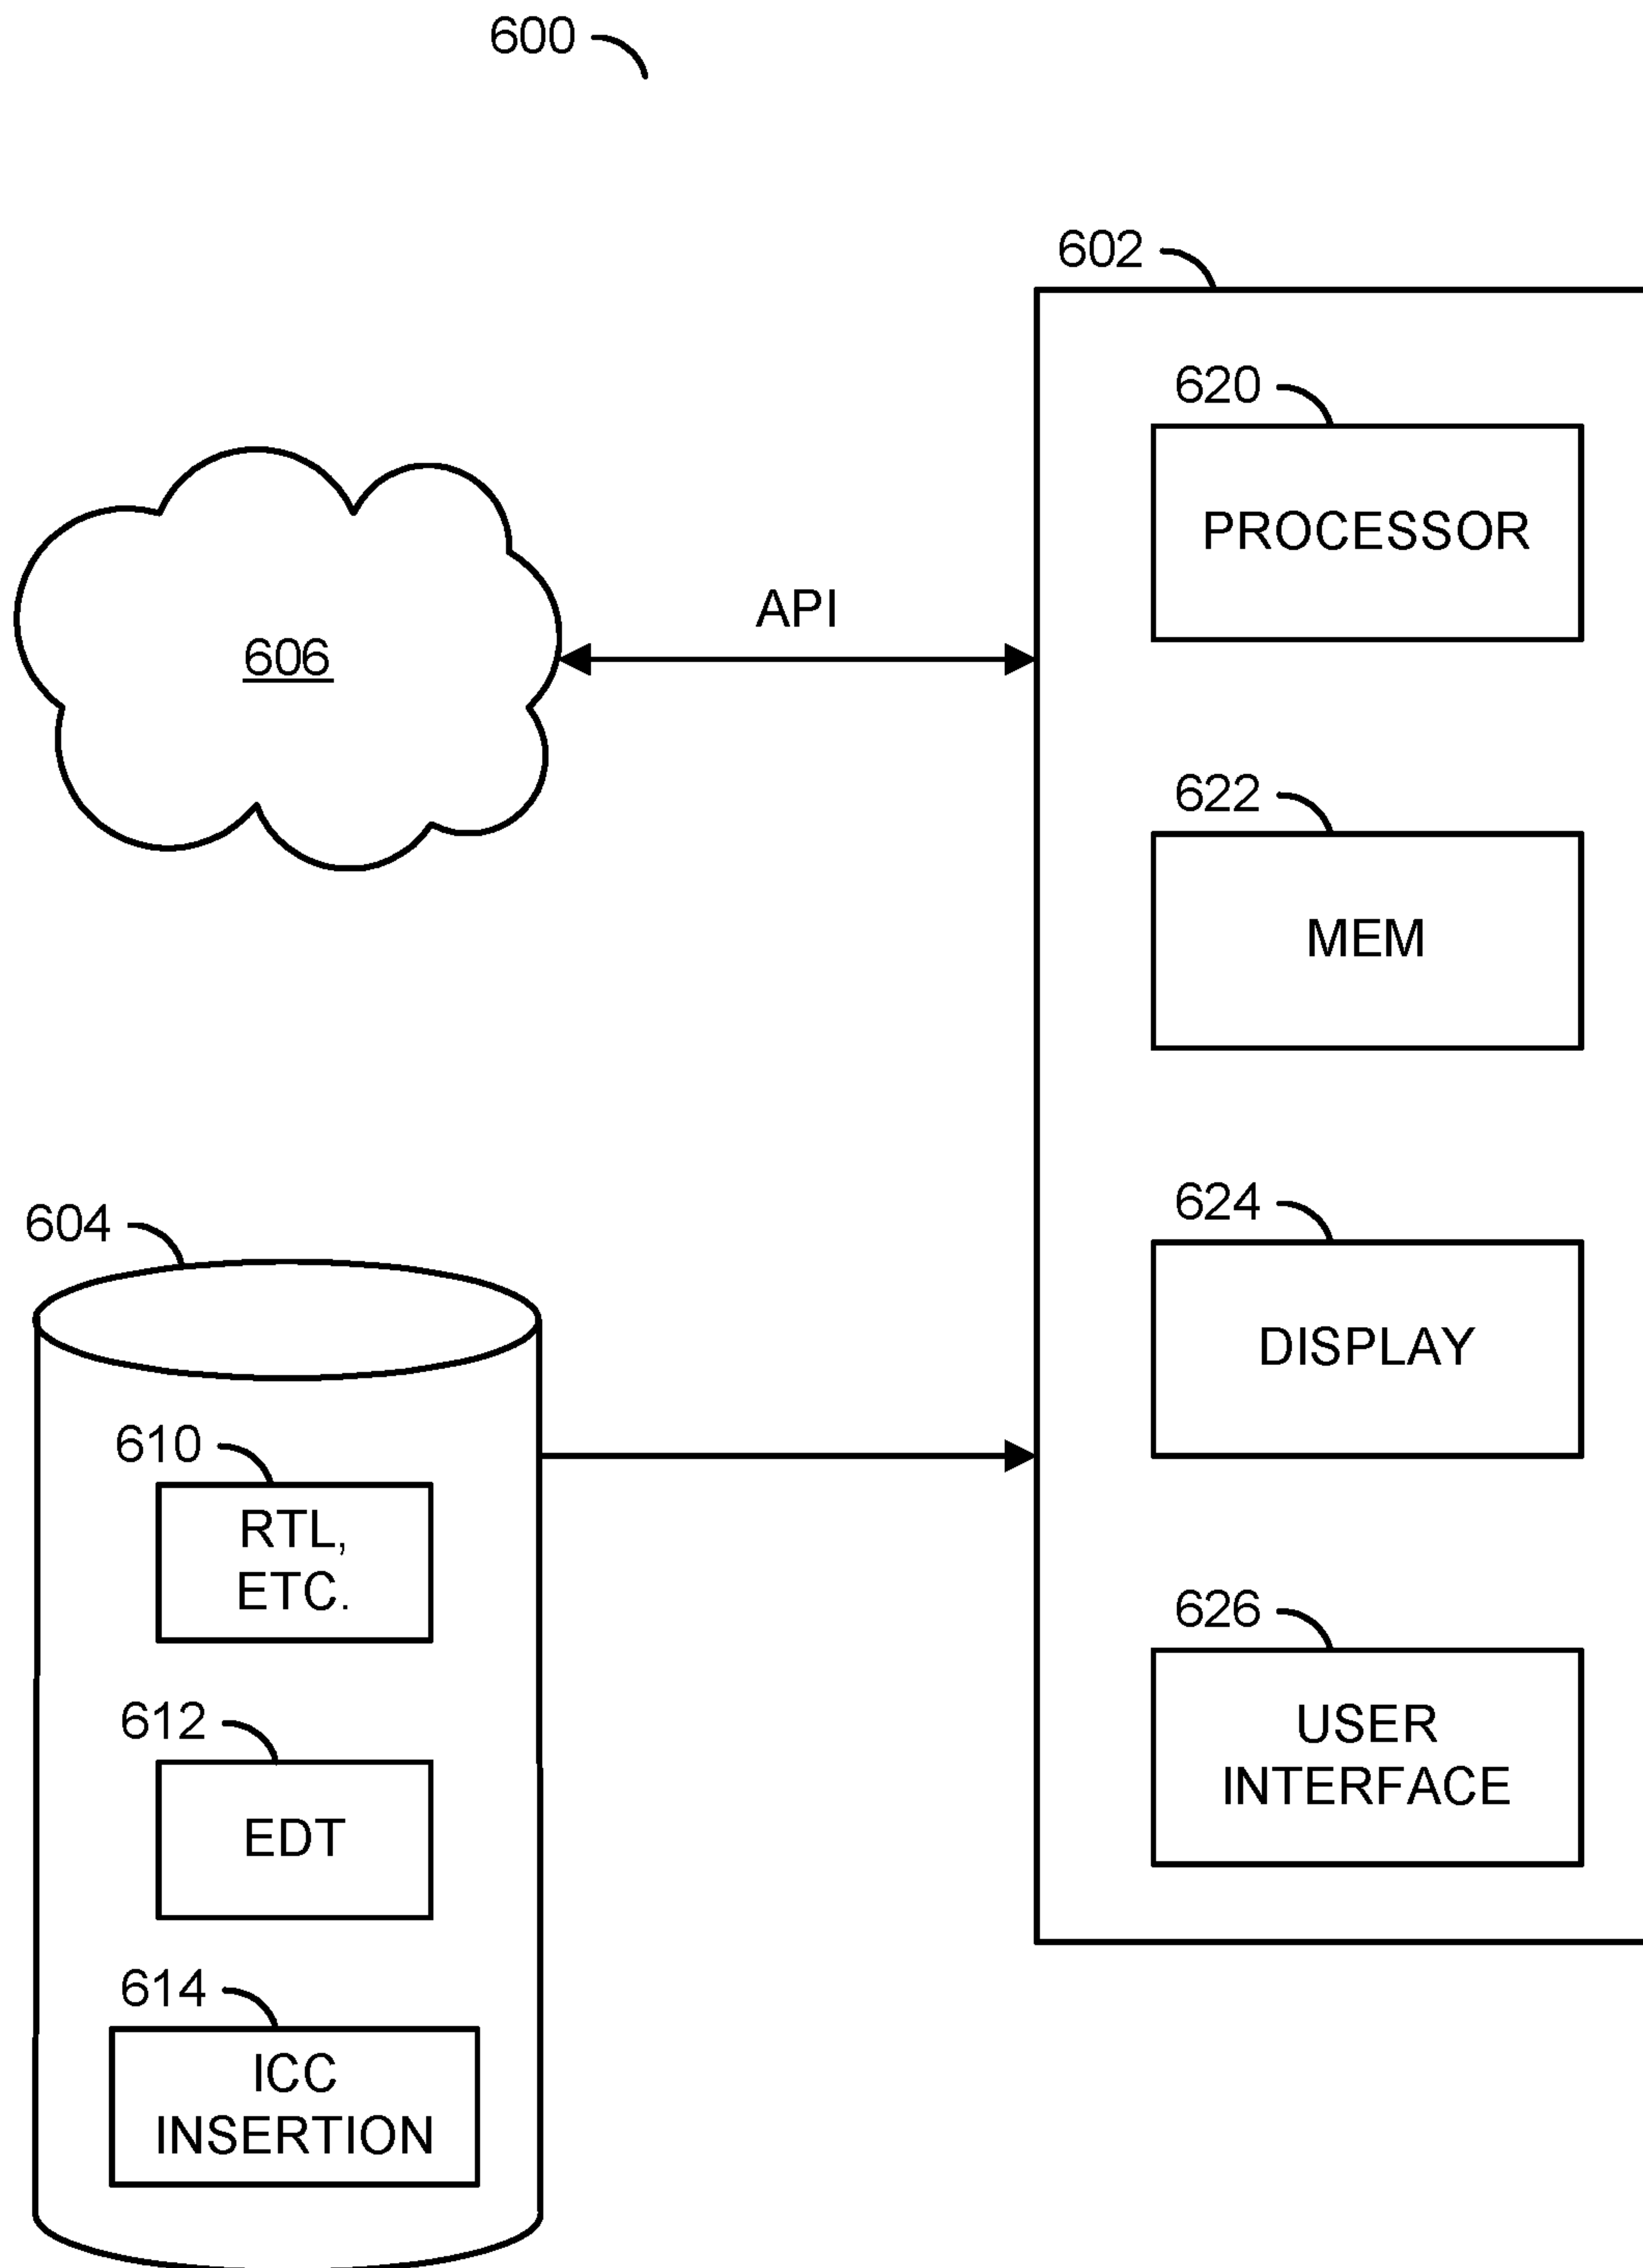 600
602
620
PROCESSOR
API
606
622
MEM
604
624
DISPLAY
610
RTL,
ETC.
626
USER
INTERFACE
612
EDT
614
ICC
INSERTION